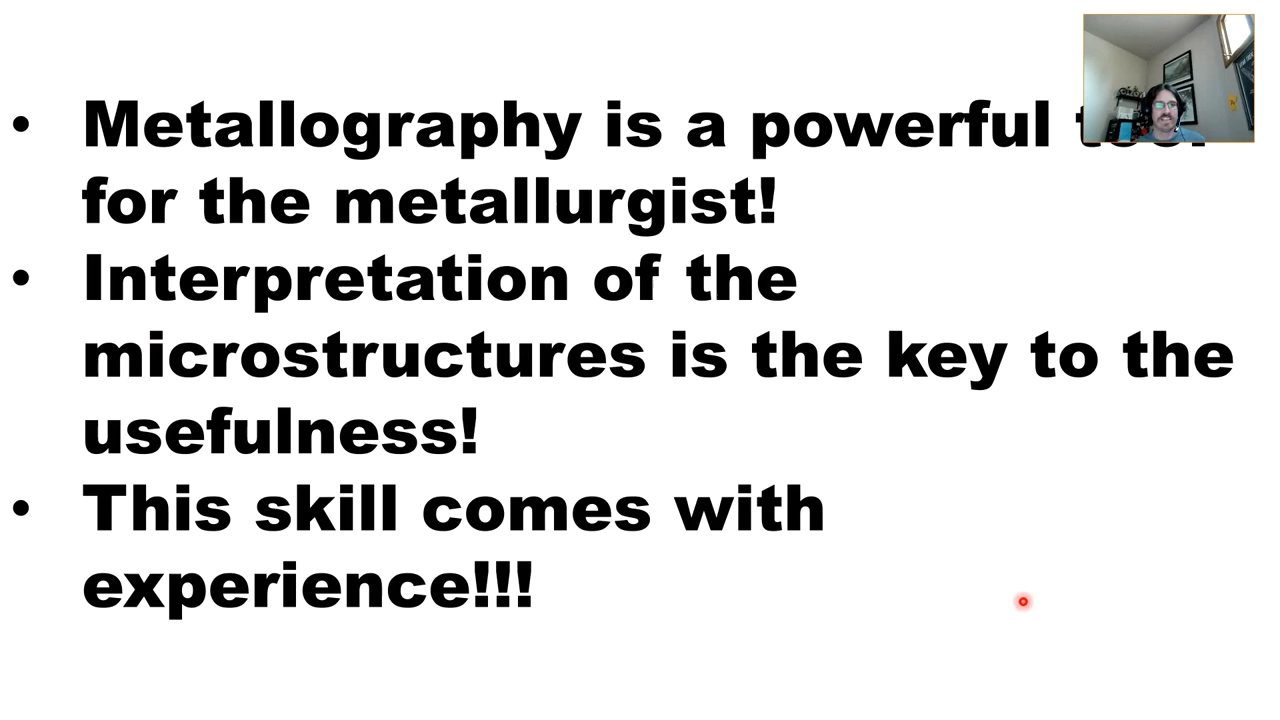 • Metallography is a powerful
for the metallurgist!
• Interpretation of the
microstructures is the key to the
usefulness!
• This skill comes with
experience!!!